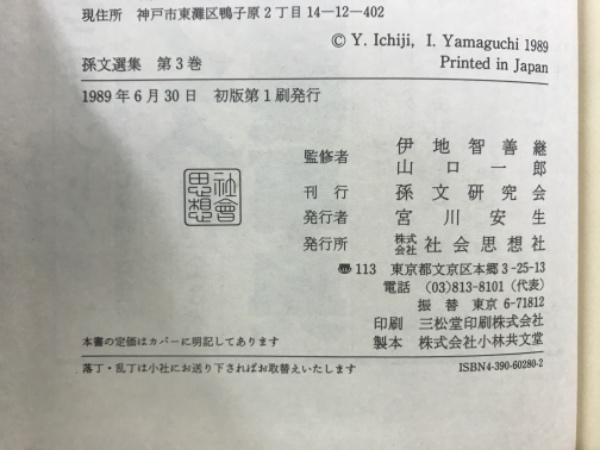 現住所 神戸市東灘区鴨子原2丁目14—12—402
© Y. Ichiji, I. Yamaguchi 1989
Printed in Japan
孫文選集 第3巻
1989年6月30日 初版第1刷発行
監修者 伊地智善継
山口一郎
刊行 孫文研究会
発行者 宮川安生
発行所 株式会社 社会思想社
社會思想
113 東京都文京区本郷3-25-13
電話 (03)813-8101(代表)
振替 東京6-71812
印刷 三松堂印刷株式会社
製本 株式会社小林共文堂
本書の定価はカバーに明記してあります
落丁・乱丁は小社にお送り下さればお取替えいたします
ISBN4-390-60280-2